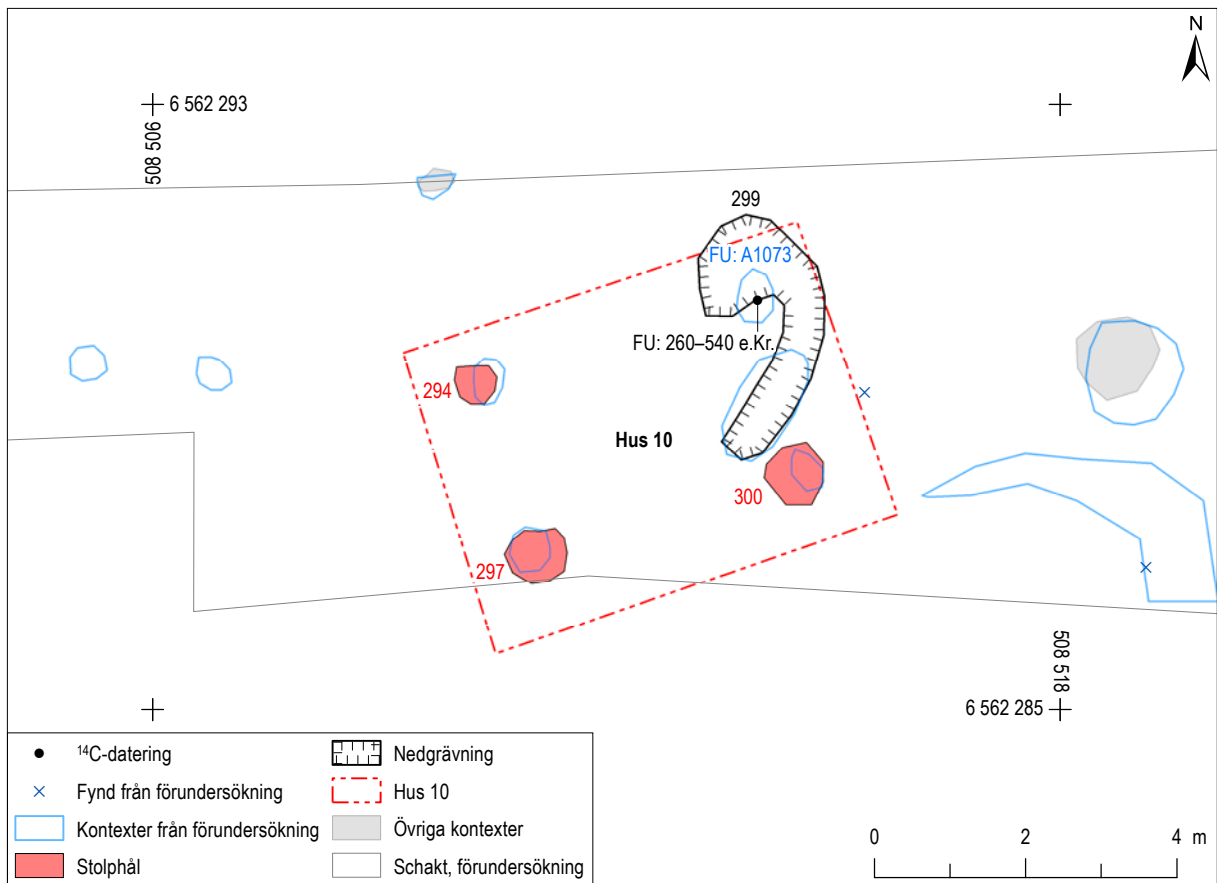 N
6 562 293
508 506
299
FU: A1073
FU: 260–540 e.Kr.
294
Hus 10
300
297
508 518
6 562 285
¹⁴C-datering
Nedgrävning
Fynd från förundersökning
Hus 10
Kontexter från förundersökning
Övriga kontexter
Stolphål
Schakt, förundersökning
0 2 4 m